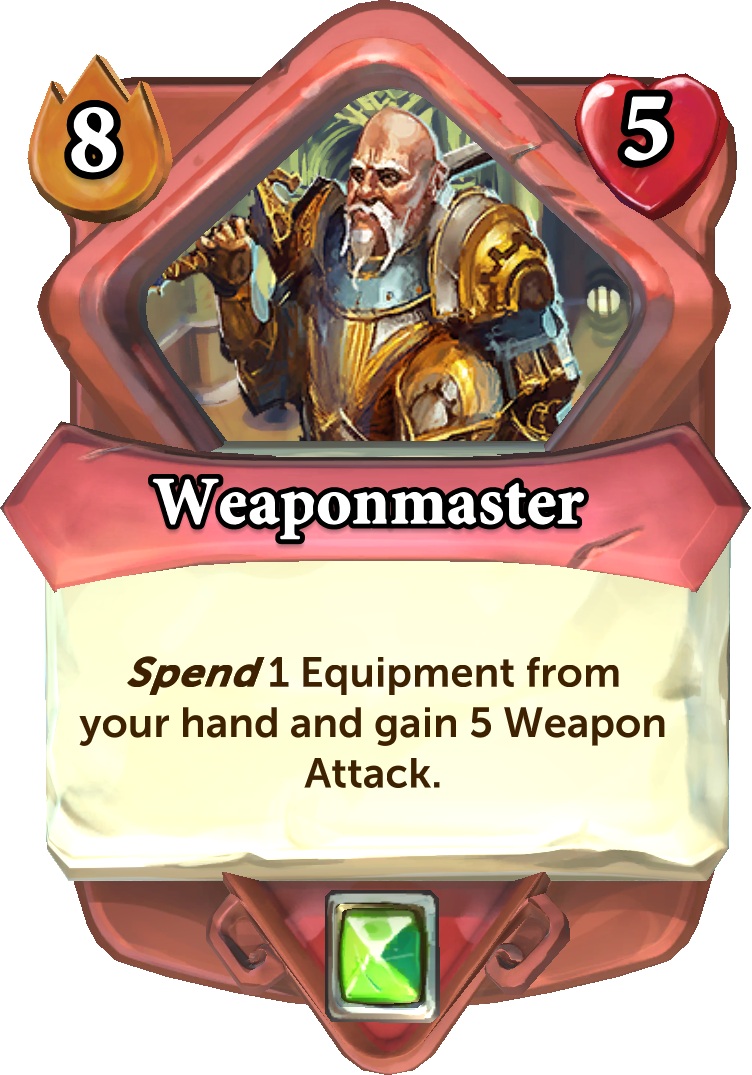 8
5
Weaponmaster
Spend 1 Equipment from
your hand and gain 5 Weapon
Attack.